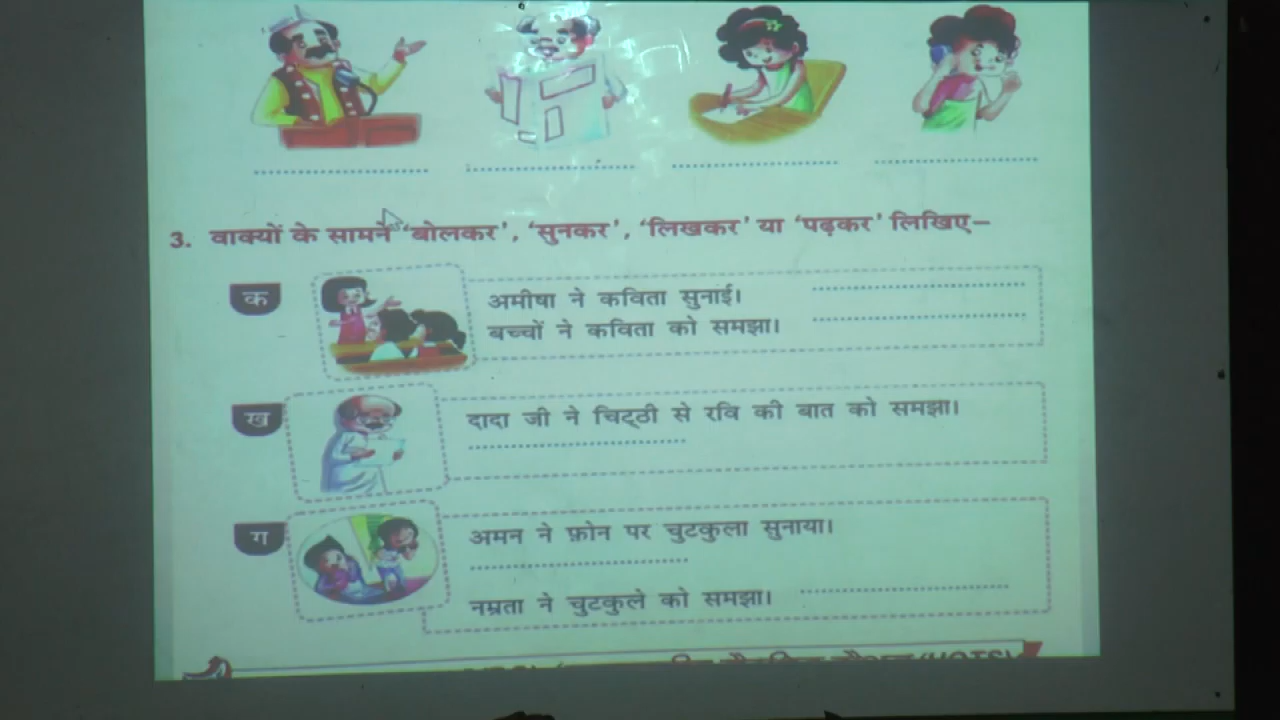 3. वाक्यों के सामने 'बोलकर', 'सुनकर', 'लिखकर' या 'पढ़कर' लिखिए–
क
अमीषा ने कविता सुनाई।
बच्चों ने कविता को समझा।
ख
दादा जी ने चिट्ठी से रवि की बात को समझा।
ग
अमन ने फ़ोन पर चुटकुला सुनाया।
नम्रता ने चुटकुले को समझा।
(HOTS)